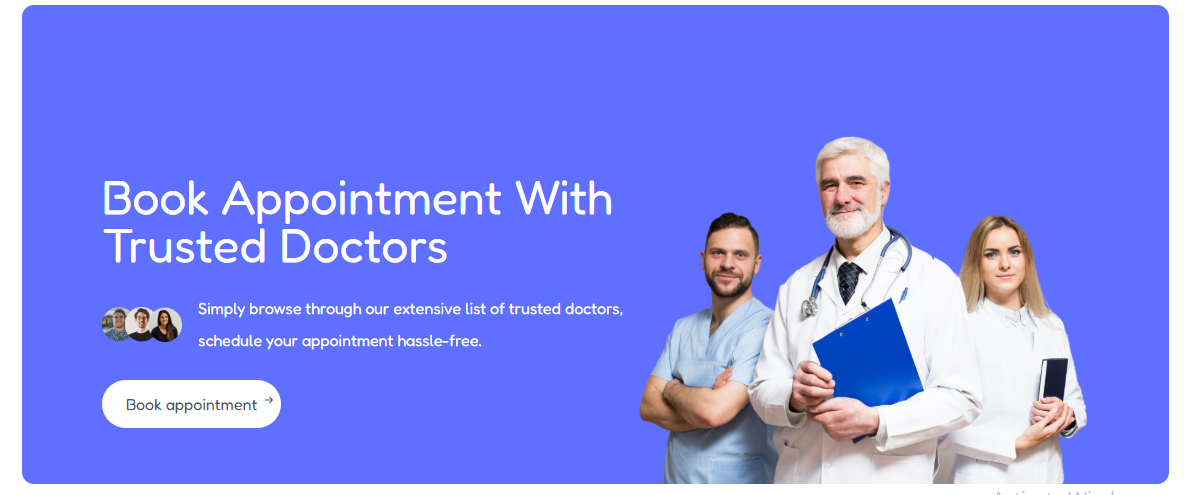 Book Appointment With
Trusted Doctors
Simply browse through our extensive list of trusted doctors,
schedule your appointment hassle-free.
Book appointment →